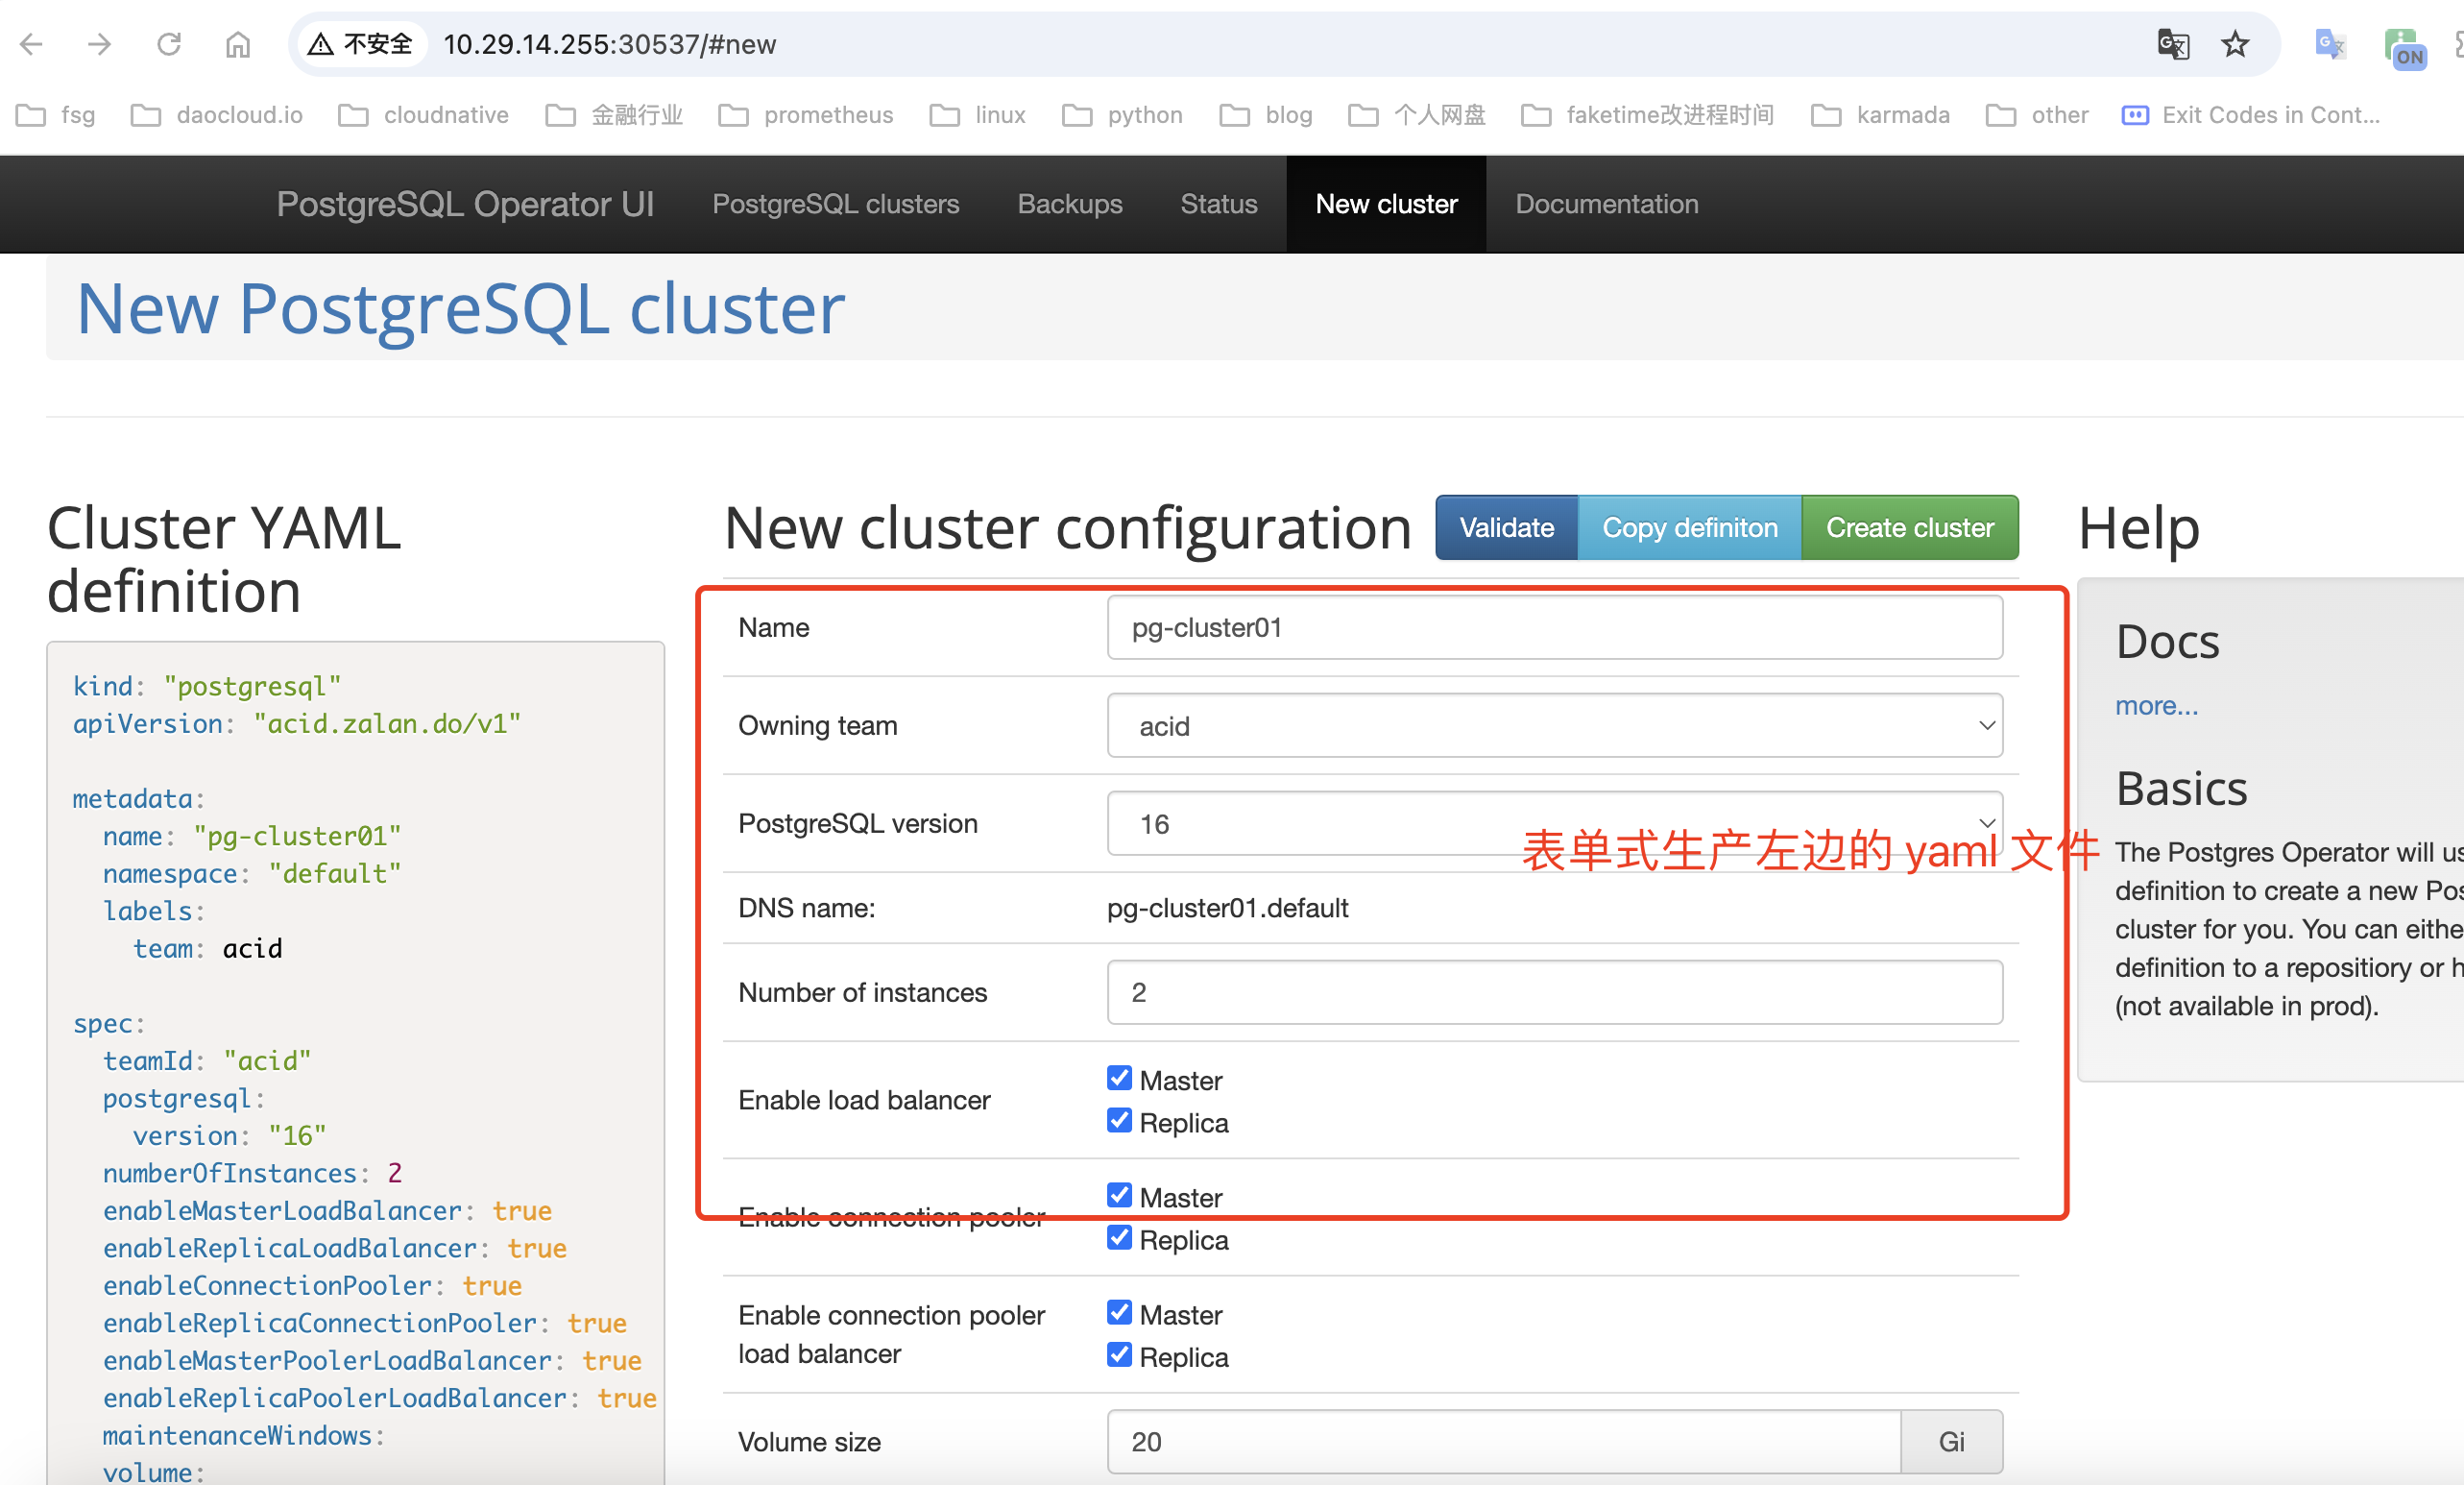 不安全 10.29.14.255:30537/#new
ON
fsg daocloud.io cloudnative 金融行业 prometheus linux python blog 个人网盘 faketime改进程时间 karmada other Exit Codes in Cont...
PostgreSQL Operator UI PostgreSQL clusters Backups Status New cluster Documentation
New PostgreSQL cluster
Cluster YAML
definition
kind: "postgresql"
apiVersion: "acid.zalan.do/v1"
metadata:
name: "pg-cluster01"
namespace: "default"
labels:
team: acid
spec:
teamId: "acid"
postgresql:
version: "16"
numberOfInstances: 2
enableMasterLoadBalancer: true
enableReplicaLoadBalancer: true
enableConnectionPooler: true
enableReplicaConnectionPooler: true
enableMasterPoolerLoadBalancer: true
enableReplicaPoolerLoadBalancer: true
maintenanceWindows:
volume:
New cluster configuration Validate Copy definiton Create cluster
Name pg-cluster01
Owning team acid
PostgreSQL version 16
表单式生产左边的 yaml 文件
DNS name: pg-cluster01.default
Number of instances 2
Enable load balancer
Master
Replica
Enable connection pooler
Master
Replica
Enable connection pooler
load balancer
Master
Replica
Volume size 20 Gi
Help
Docs
more...
Basics
The Postgres Operator will
definition to create a new
cluster for you. You can
definition to a repositiory or
(not available in prod).